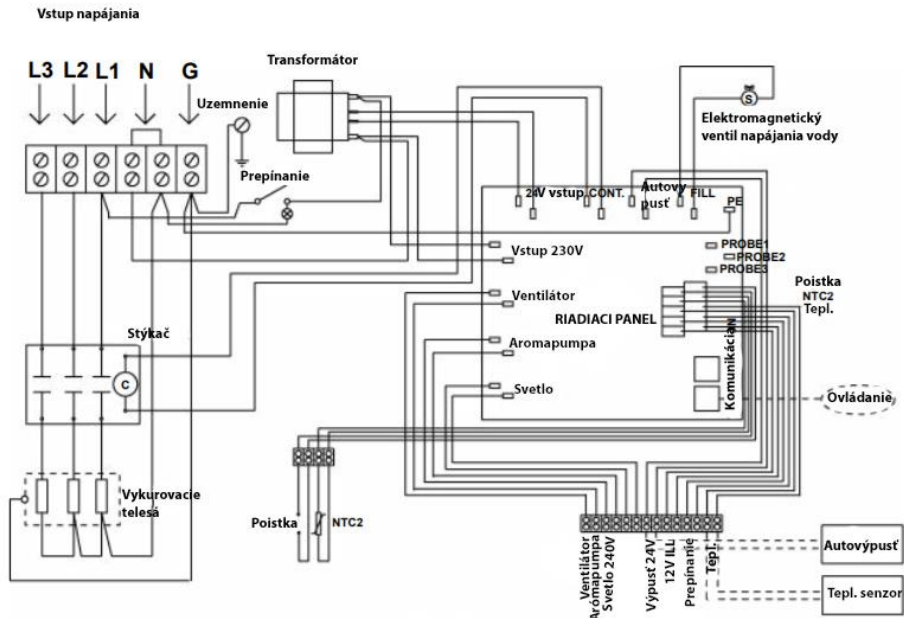 Vstup napájania
L3 L2 L1 N G
Transformátor
Uzemnenie
Prepínanie
Elektromagnetický
ventil napájania vody
S
24V vstup
CONT.
Autovy
pusť
FILL
PE
Vstup 230V
PROBE1
PROBE2
PROBE3
Ventilátor
RIADIACI PANEL
Poistka
NTC2
Tepl.
Stýkač
C
Aromapumpa
Svetlo
Komunikácia
Ovládanie
Vykurovacie
telesá
Poistka
NTC2
Ventilátor
Arómapumpa
Svetlo 240V
Výpusť 24V
12V ILL
Prepínanie
Tepl.
Autovýpusť
Tepl. senzor